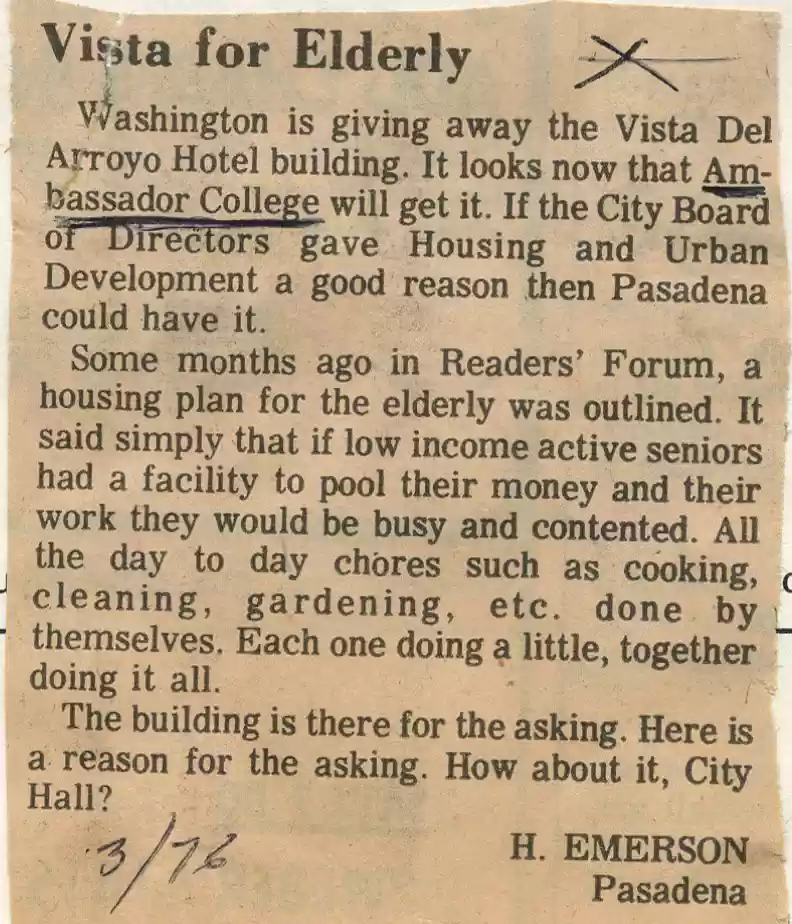 Vista for Elderly
Washington is giving away the Vista Del
Arroyo Hotel building. It looks now that Am-
bassador College will get it. If the City Board
of Directors gave Housing and Urban
Development a good reason then Pasadena
could have it.
Some months ago in Readers' Forum, a
housing plan for the elderly was outlined. It
said simply that if low income active seniors
had a facility to pool their money and their
work they would be busy and contented. All
the day to day chores such as cooking,
cleaning, gardening, etc. done by
themselves. Each one doing a little, together
doing it all.
The building is there for the asking. Here is
a reason for the asking. How about it, City
Hall?
3/76
H. EMERSON
Pasadena